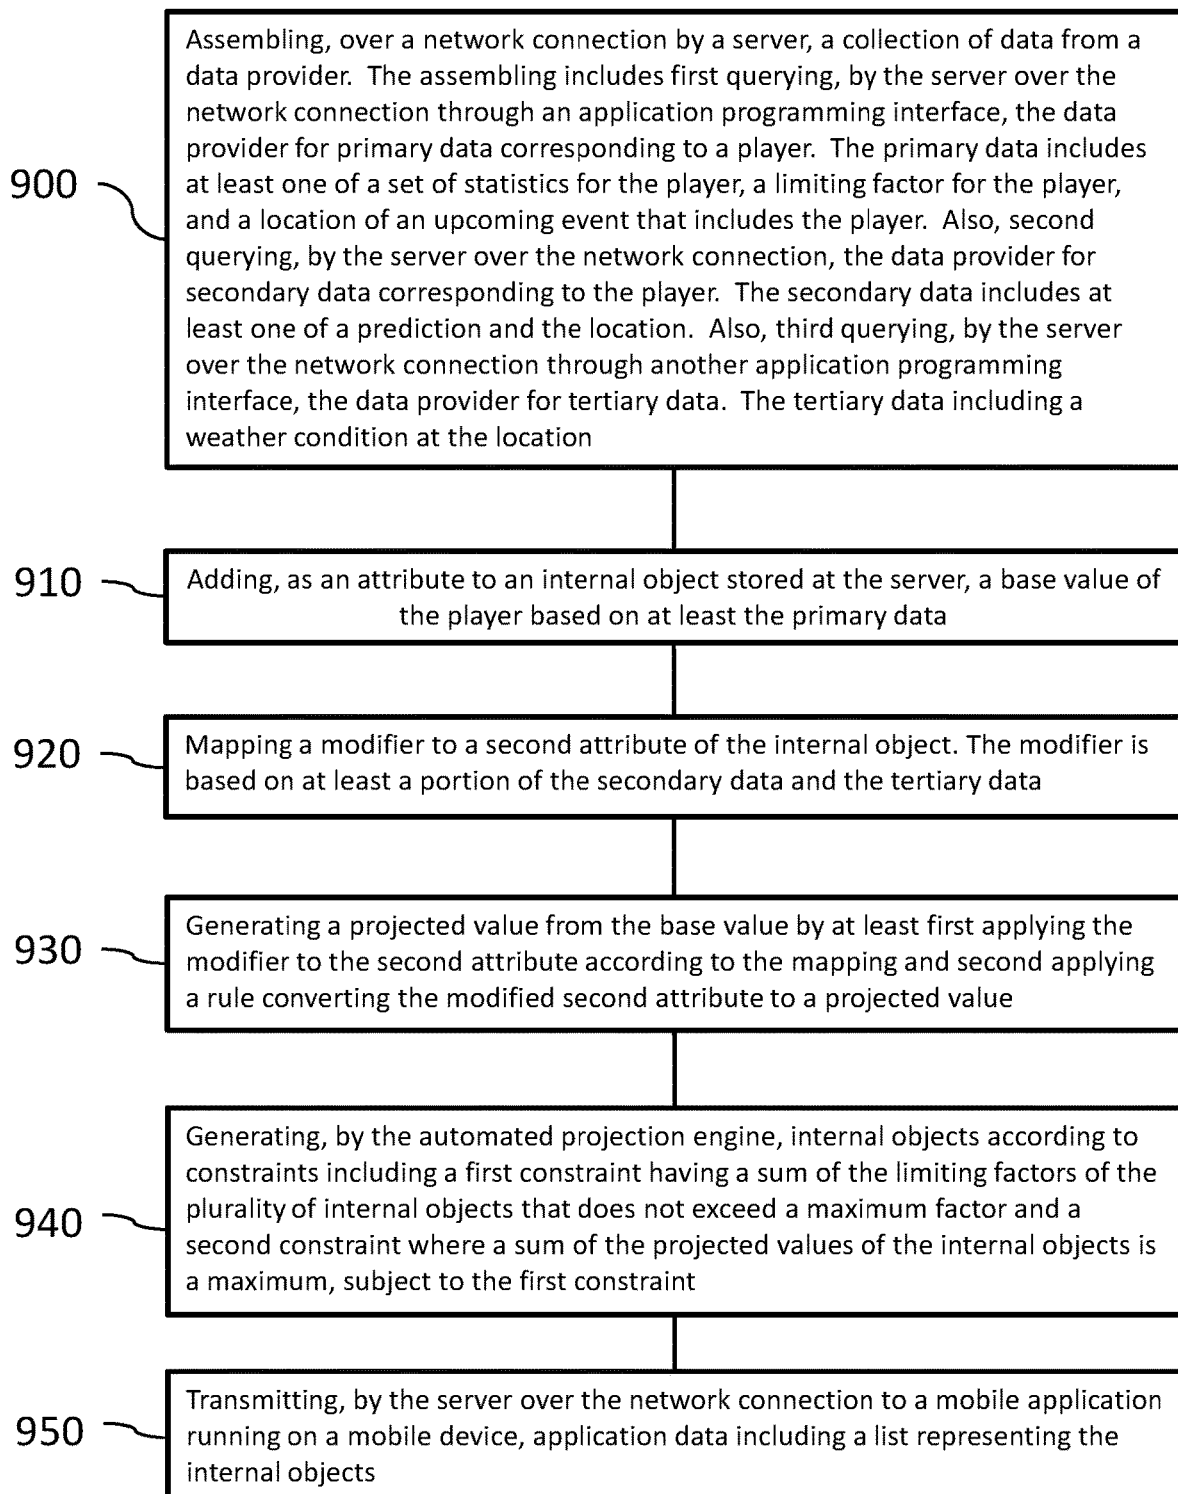 Assembling, over a network connection by a server, a collection of data from a
data provider. The assembling includes first querying, by the server over the
network connection through an application programming interface, the data
provider for primary data corresponding to a player. The primary data includes
900
at least one of a set of statistics for the player, a limiting factor for the player,
and a location of an upcoming event that includes the player. Also, second
querying, by the server over the network connection, the data provider for
secondary data corresponding to the player. The secondary data includes at
least one of a prediction and the location. Also, third querying, by the server
over the network connection through another application programming
interface, the data provider for tertiary data. The tertiary data including a
weather condition at the location
910
Adding, as an attribute to an internal object stored at the server, a base value of
the player based on at least the primary data
920
Mapping a modifier to a second attribute of the internal object. The modifier is
based on at least a portion of the secondary data and the tertiary data
930
Generating a projected value from the base value by at least first applying the
modifier to the second attribute according to the mapping and second applying
a rule converting the modified second attribute to a projected value
940
Generating, by the automated projection engine, internal objects according to
constraints including a first constraint having a sum of the limiting factors of the
plurality of internal objects that does not exceed a maximum factor and a
second constraint where a sum of the projected values of the internal objects is
a maximum, subject to the first constraint
950
Transmitting, by the server over the network connection to a mobile application
running on a mobile device, application data including a list representing the
internal objects